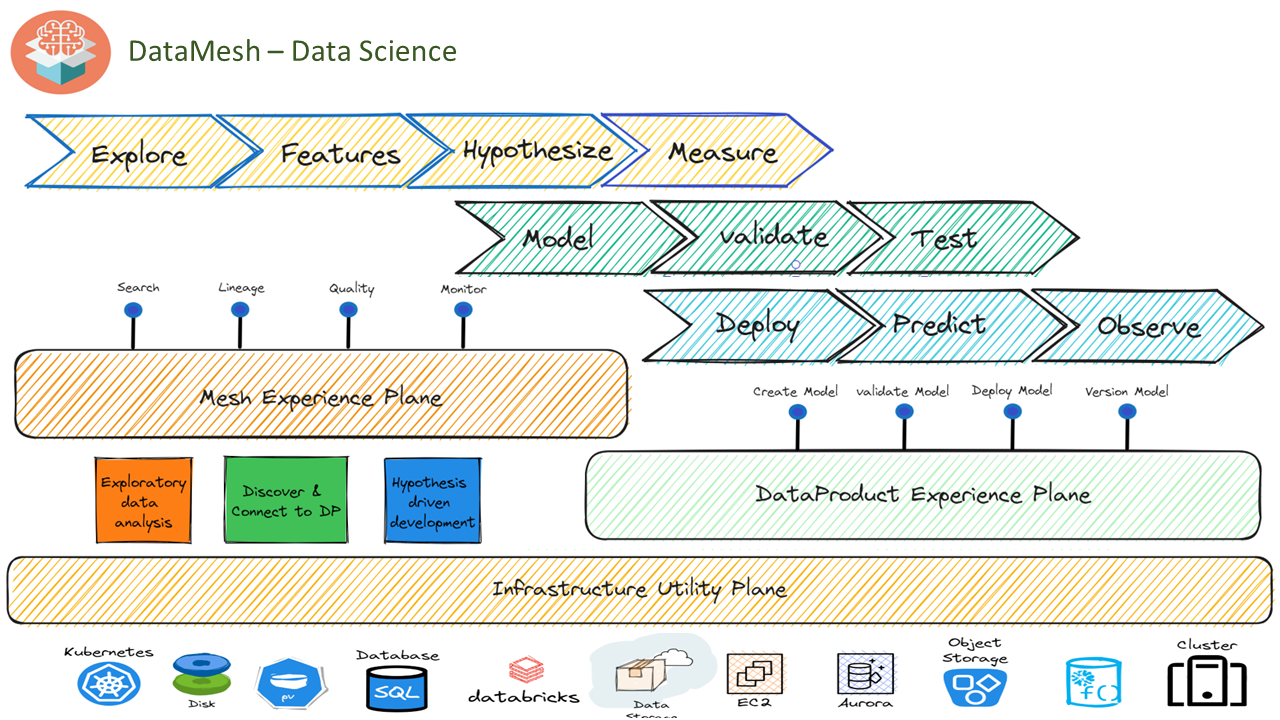 DataMesh – Data Science
Explore
Features
Hypothesize
Measure
Model
validate
Test
Deploy
Predict
Observe
Search
Lineage
Quality
Monitor
Mesh Experience Plane
Create Model
validate Model
Deploy Model
Version Model
DataProduct Experience Plane
Exploratory
data
analysis
Discover &
Connect to DP
Hypothesis
driven
development
Infrastructure Utility Plane
Kubernetes
Disk
pv
Database
SQL
databricks
Data
Storage
EC2
Aurora
Object
Storage
f()
Cluster